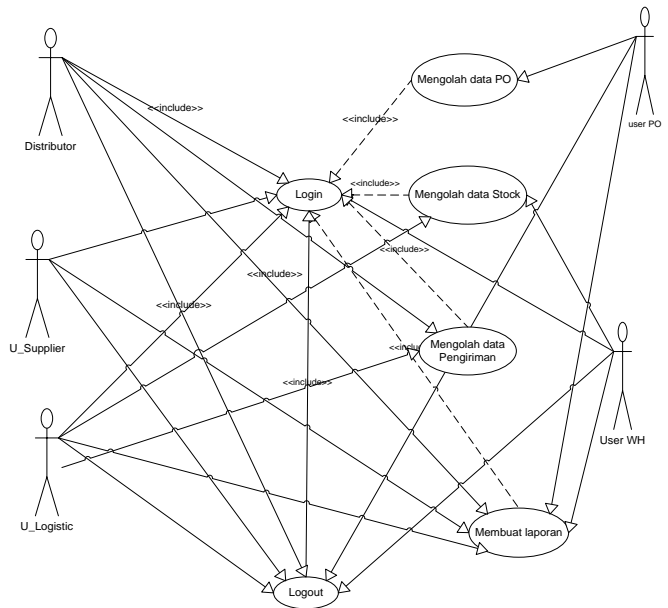 Mengolah data PO
<<include>>
user PO
<<include>>
Distributor
Login
<<include>>
Mengolah data Stock
U_Supplier
<<include>>
<<include>>
<<include>>
Mengolah data
Pengiriman
<<inclu
User WH
<<include>>
U_Logistic
Membuat laporan
Logout